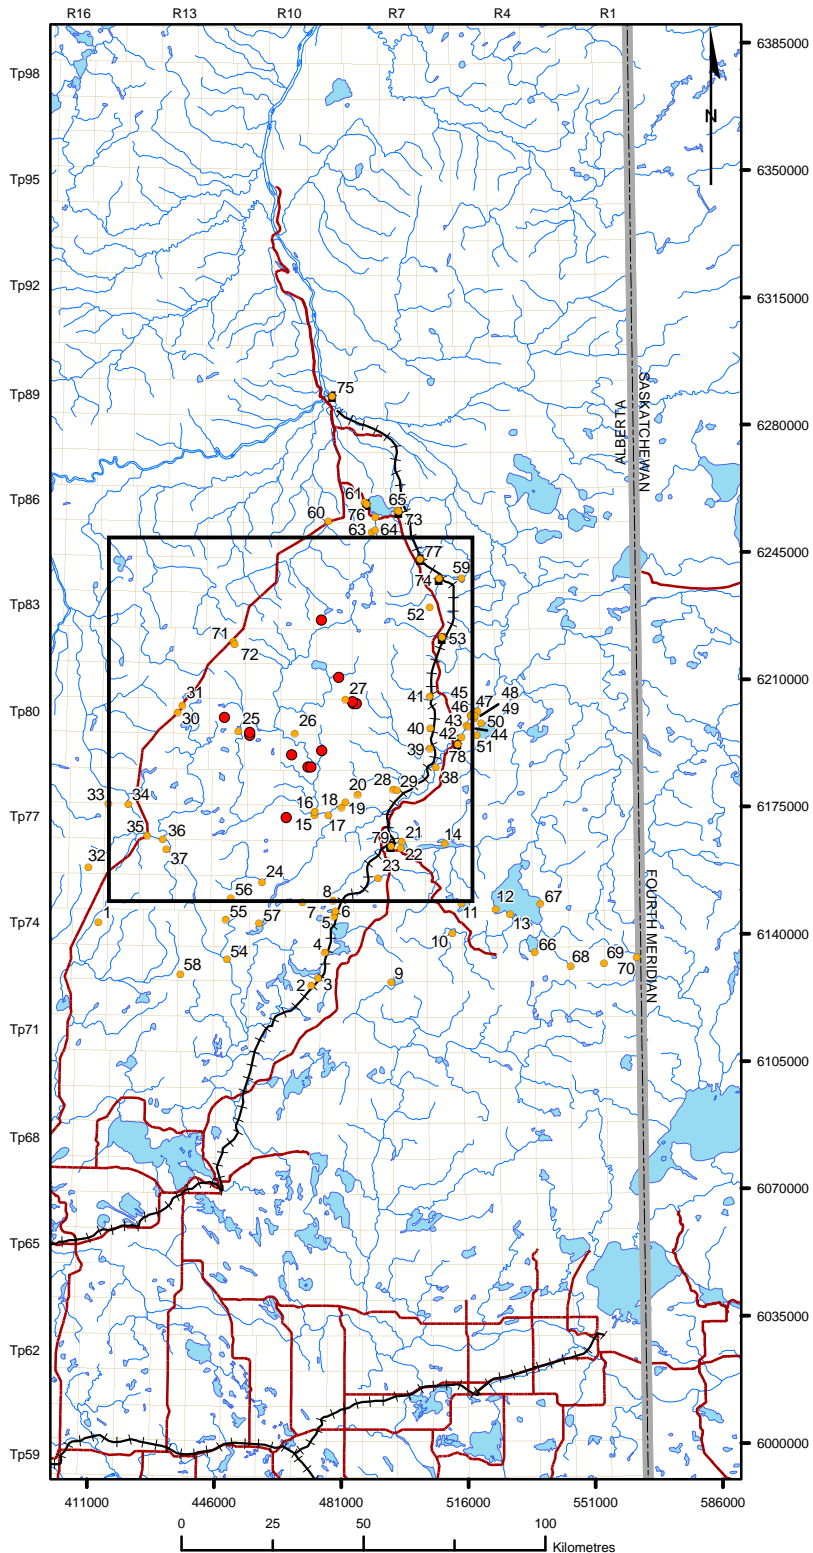 R16 R13 R10 R7 R4 R1
6385000
Tp98
N
6350000
Tp95
6315000
Tp92
75
Tp89
SASKATCHEWAN
ALBERTA
6280000
61 65
Tp86
76 73
60
63 64
77 59
6245000
74
Tp83
52
71 53
72
6210000
27
31 41 45 47 48
Tp80 46
30 43 49
25 26 40 42 50
44
39 51
78
38
33 34 20 28 29
6175000
Tp77 16 18 19
15 17
35 36 79 21 14
37 22
32 23
24
56 8 12 67
1 55 57 7 6 11 13
Tp74 5
10
6140000
54 4 66 68 69
58 70
2 3 9
FOURTH MERIDIAN
Tp71
6105000
Tp68
6070000
Tp65
6035000
Tp62
6000000
Tp59
411000 446000 481000 516000 551000 586000
0 25 50 100
Kilometres